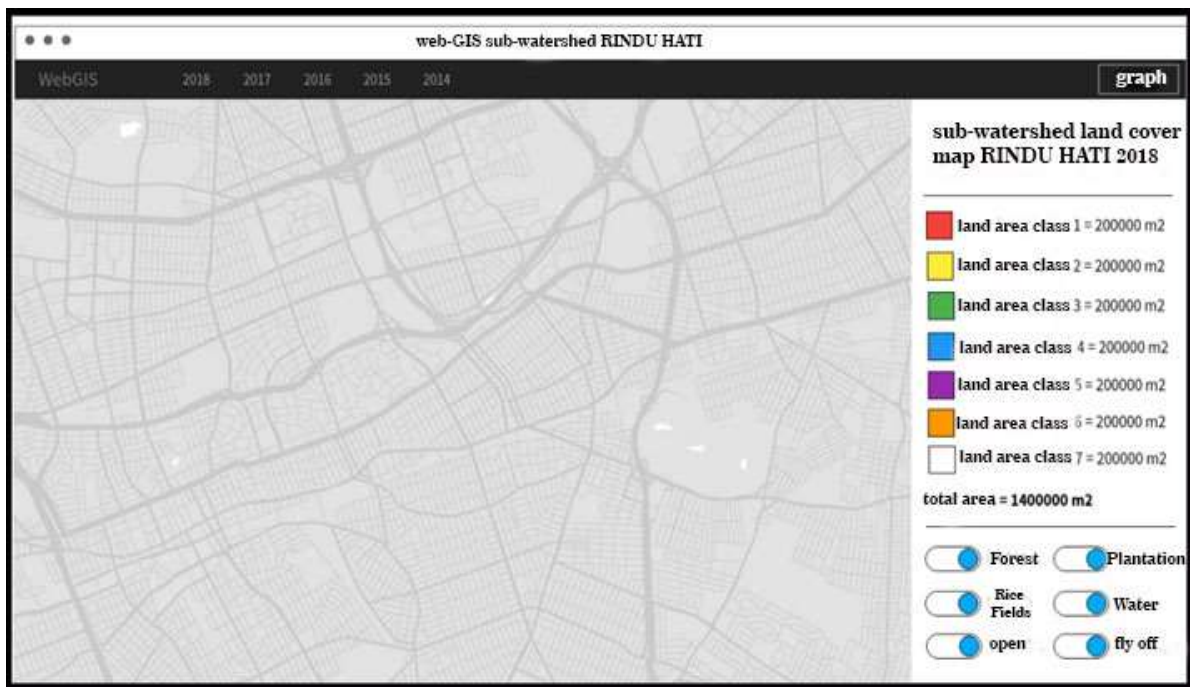 web-GIS sub-watershed RINDU HATI
WebGIS 2018 2017 2016 2015 2014 graph
sub-watershed land cover
map RINDU HATI 2018
land area class 1 = 200000 m2
land area class 2 = 200000 m2
land area class 3 = 200000 m2
land area class 4 = 200000 m2
land area class 5 = 200000 m2
land area class 6 = 200000 m2
land area class 7 = 200000 m2
total area = 1400000 m2
Forest Plantation
Rice
Fields
Water
open fly off